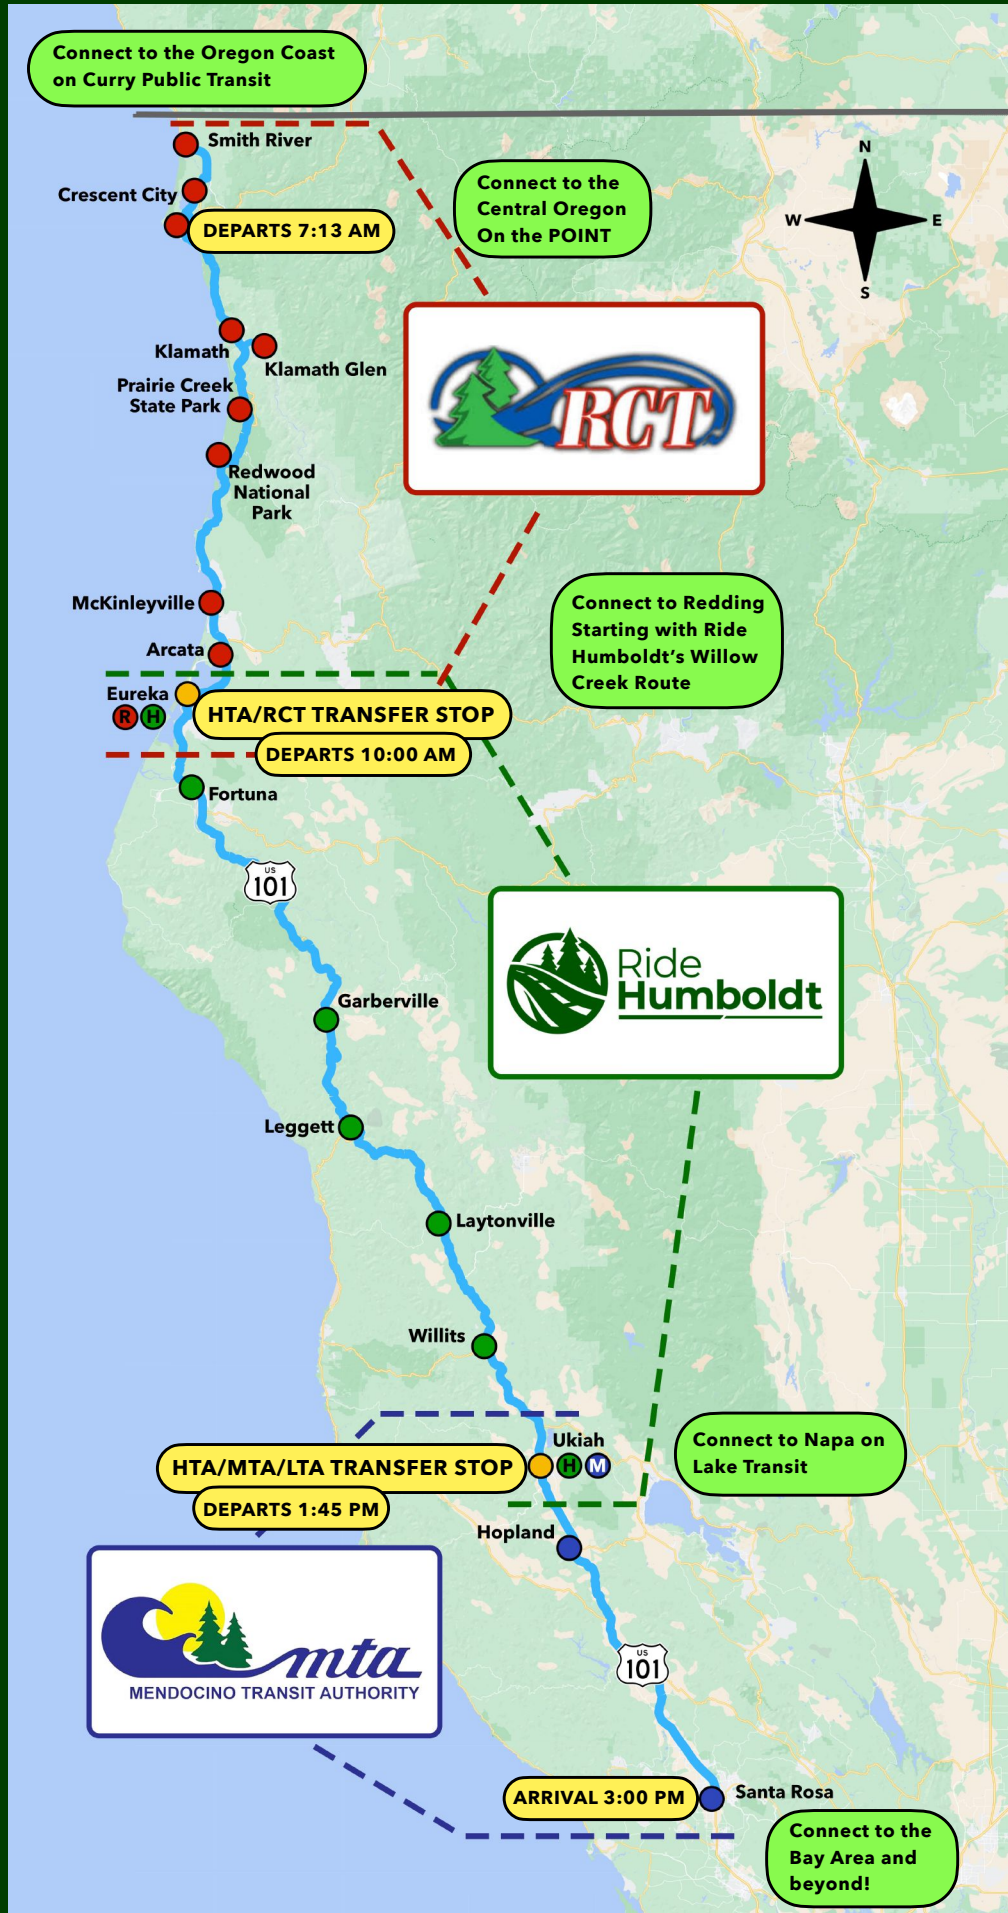 Connect to the Oregon Coast
on Curry Public Transit
Smith River
Crescent City
DEPARTS 7:13 AM
Connect to the
Central Oregon
On the POINT
N
W
E
S
Klamath
Klamath Glen
Prairie Creek
State Park
RCT
Redwood
National
Park
McKinleyville
Arcata
Connect to Redding
Starting with Ride
Humboldt's Willow
Creek Route
Eureka
R H
HTA/RCT TRANSFER STOP
DEPARTS 10:00 AM
Fortuna
US
101
Ride
Humboldt
Garberville
Leggett
Laytonville
Willits
Ukiah
H M
HTA/MTA/LTA TRANSFER STOP
DEPARTS 1:45 PM
Connect to Napa on
Lake Transit
Hopland
mta
MENDOCINO TRANSIT AUTHORITY
US
101
ARRIVAL 3:00 PM
Santa Rosa
Connect to the
Bay Area and
beyond!